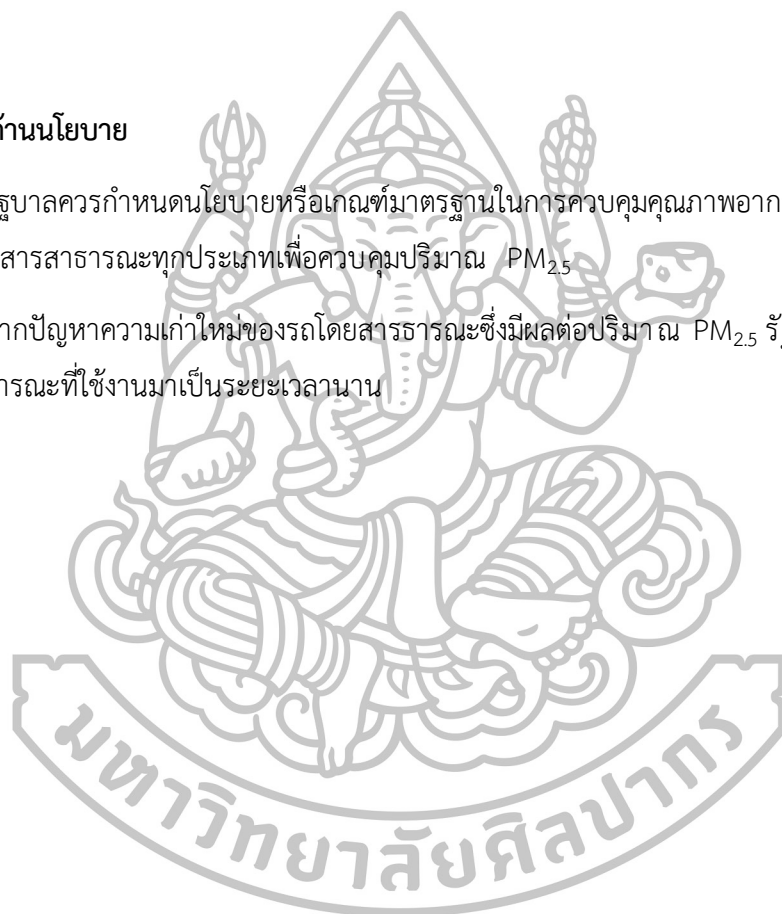 ด้านนโยบาย
ฐบาลควรกำหนดนโยบายหรือเกณฑ์มาตรฐานในการควบคุมคุณภาพอาก
สารสาธารณะทุกประเภทเพื่อควบคุมปริมาณ PM2.5
ากปัญหาความเก่าใหม่ของรถโดยสารธารณะซึ่งมีผลต่อปริมาณ PM2.5 รั
ารณะที่ใช้งานมาเป็นระยะเวลานาน
มหาวิทยาลัยศิลปากร